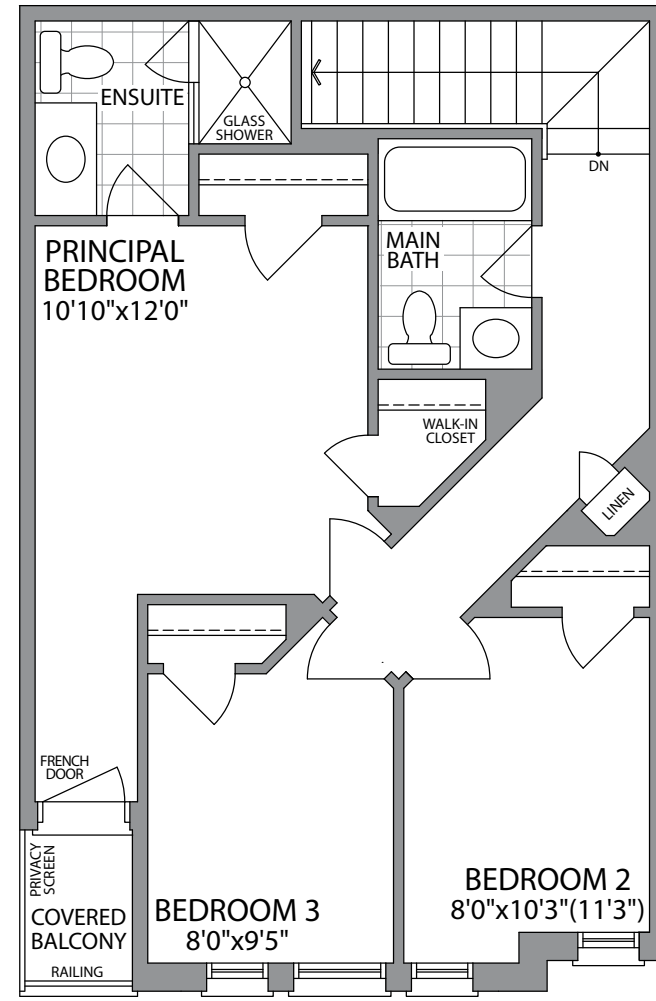 ENSUITE
GLASS
SHOWER
DN
PRINCIPAL
BEDROOM
10'10"x12'0"
MAIN
BATH
WALK-IN
CLOSET
LINEN
FRENCH
DOOR
PRIVACY
SCREEN
COVERED
BALCONY
RAILING
BEDROOM 3
8'0"x9'5"
BEDROOM 2
8'0"x10'3"(11'3")